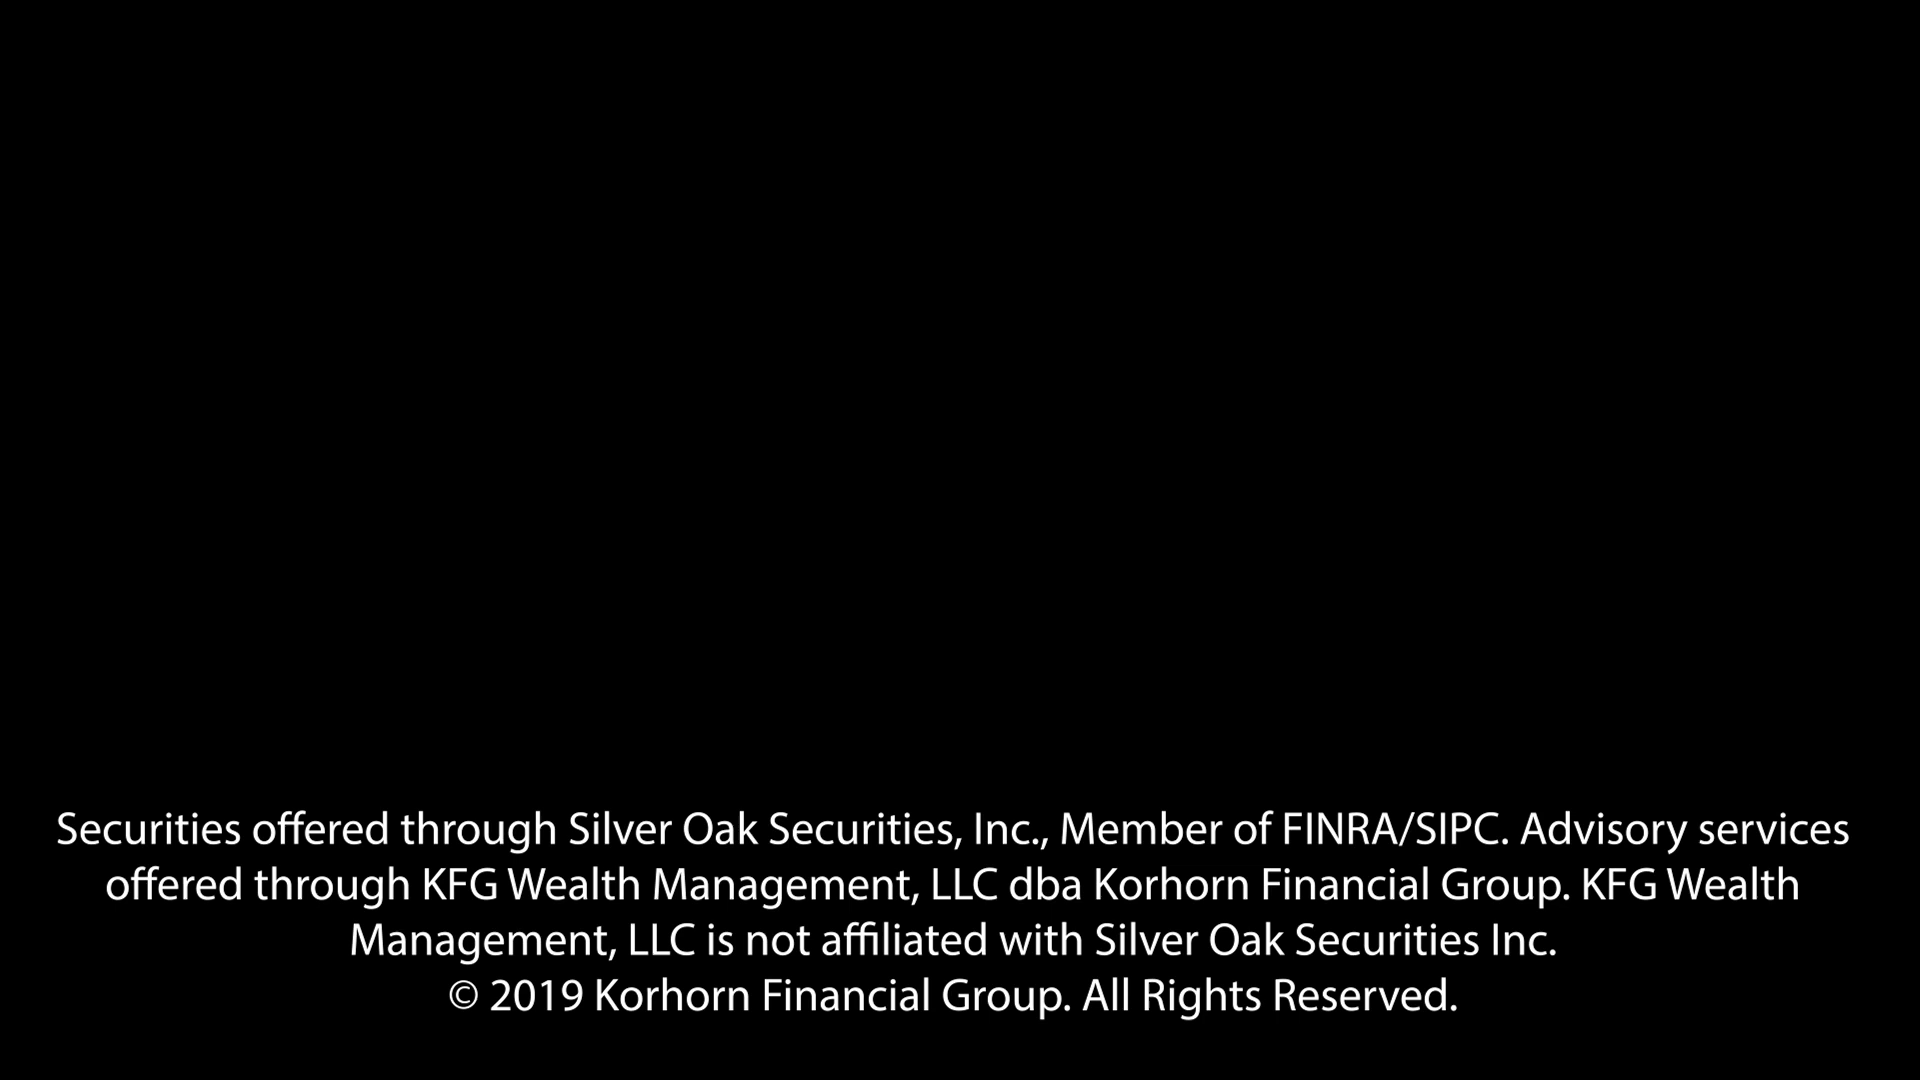 Securities offered through Silver Oak Securities, Inc., Member of FINRA/SIPC. Advisory services
offered through KFG Wealth Management, LLC dba Korhorn Financial Group. KFG Wealth
Management, LLC is not affiliated with Silver Oak Securities Inc.
© 2019 Korhorn Financial Group. All Rights Reserved.